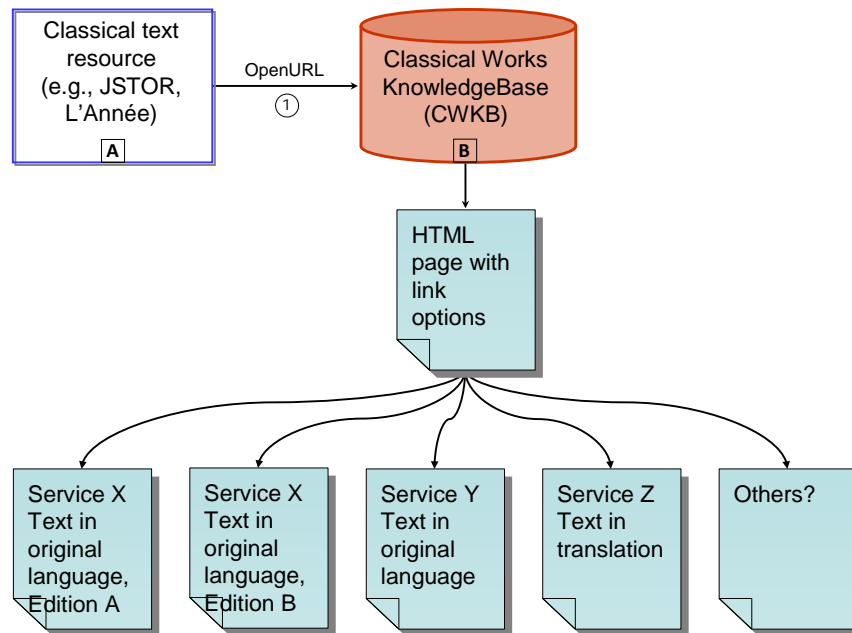 Classical text
resource
(e.g., JSTOR,
L'Année)
A
OpenURL
1
Classical Works
KnowledgeBase
(CWKB)
B
HTML
page with
link
options
Service X
Text in
original
language,
Edition A
Service X
Text in
original
language,
Edition B
Service Y
Text in
original
language
Service Z
Text in
translation
Others?